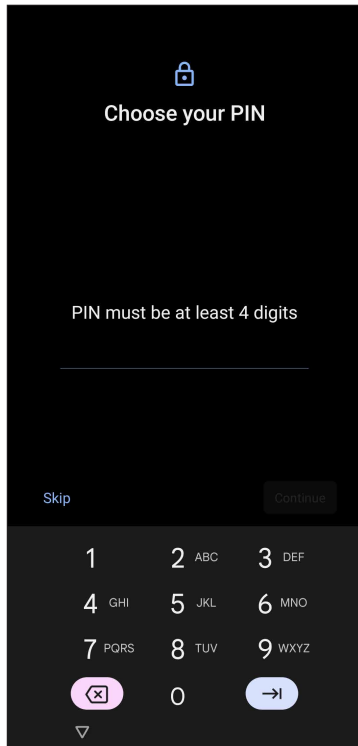 Choose your PIN
PIN must be at least 4 digits
Skip Continue
1 2 ABC 3 DEF
4 GHI 5 JKL 6 MNO
7 PQRS 8 TUV 9 WXYZ
0